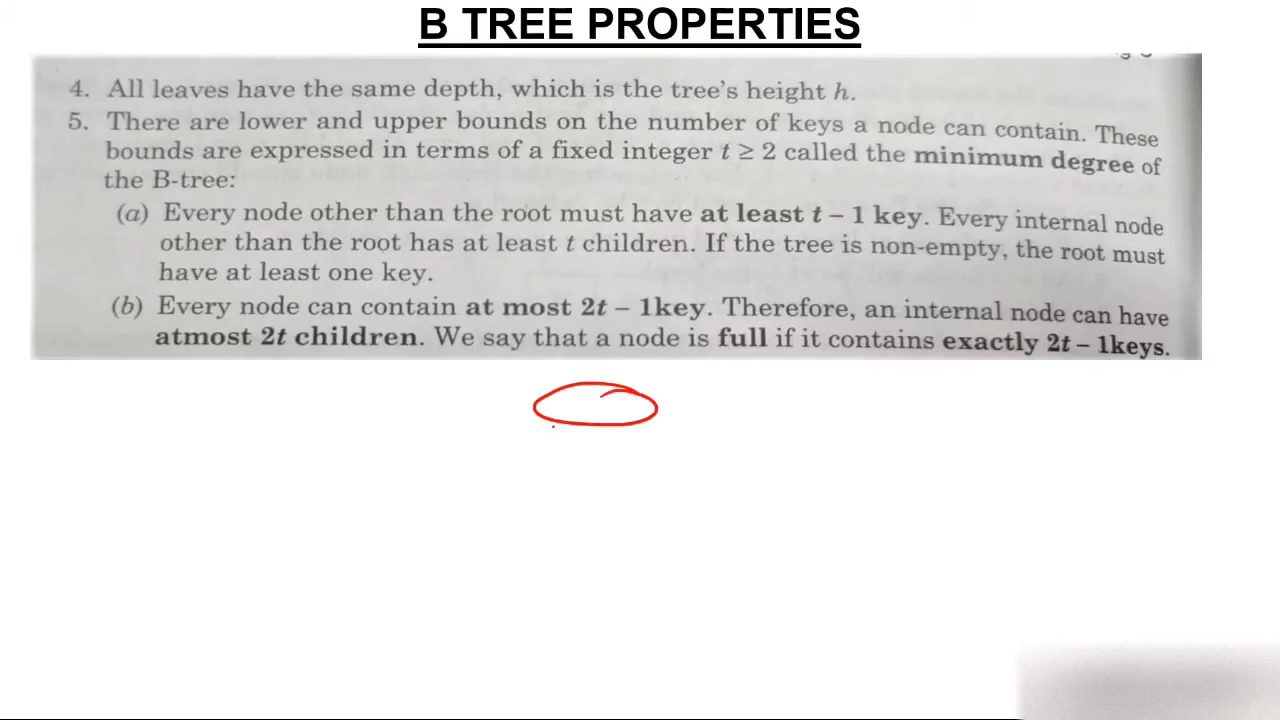 B TREE PROPERTIES
4. All leaves have the same depth, which is the tree's height h.
5. There are lower and upper bounds on the number of keys a node can contain. These
bounds are expressed in terms of a fixed integer t ≥ 2 called the minimum degree of
the B-tree:
(a) Every node other than the root must have at least t – 1 key. Every internal node
other than the root has at least t children. If the tree is non-empty, the root must
have at least one key.
(b) Every node can contain at most 2t – 1key. Therefore, an internal node can have
atmost 2t children. We say that a node is full if it contains exactly 2t – 1keys.